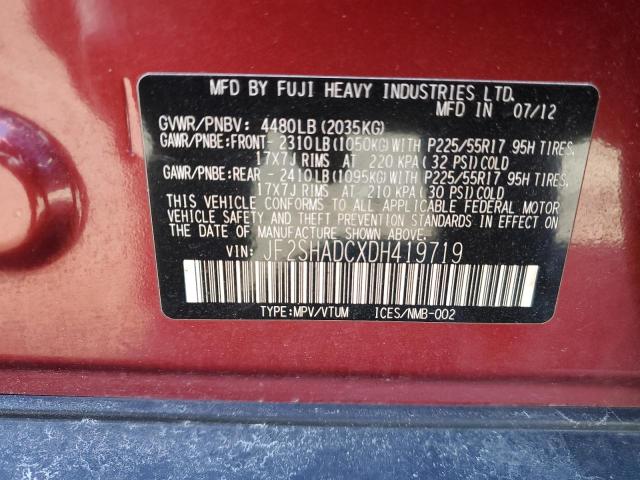 MFD BY FUJI HEAVY INDUSTRIES LTD.
MFD IN 07/12
GVWR/PNBV: 4480LB (2035KG)
GAWR/PNBE:FRONT- 2310LB(1050KG)WITH P225/55R17 95H TIRES,
17x7J RIMS AT 220 KPA( 32 PSI)COLD
GAWR/PNBE:REAR - 2410LB(1095KG)WITH P225/55R17 95H TIRES,
17x7J RIMS AT 210 KPA( 30 PSI)COLD
THIS VEHICLE CONFORMS TO ALL APPLICABLE FEDERAL MOTOR
VEHICLE SAFETY AND THEFT PREVENTION STANDARDS IN EFFECT
ON THE DATE OF MANUFACTURE SHOWN ABOVE.
VIN: JF2SHADCXDH419719
TYPE:MPV/VTUM ICES/NMB-002